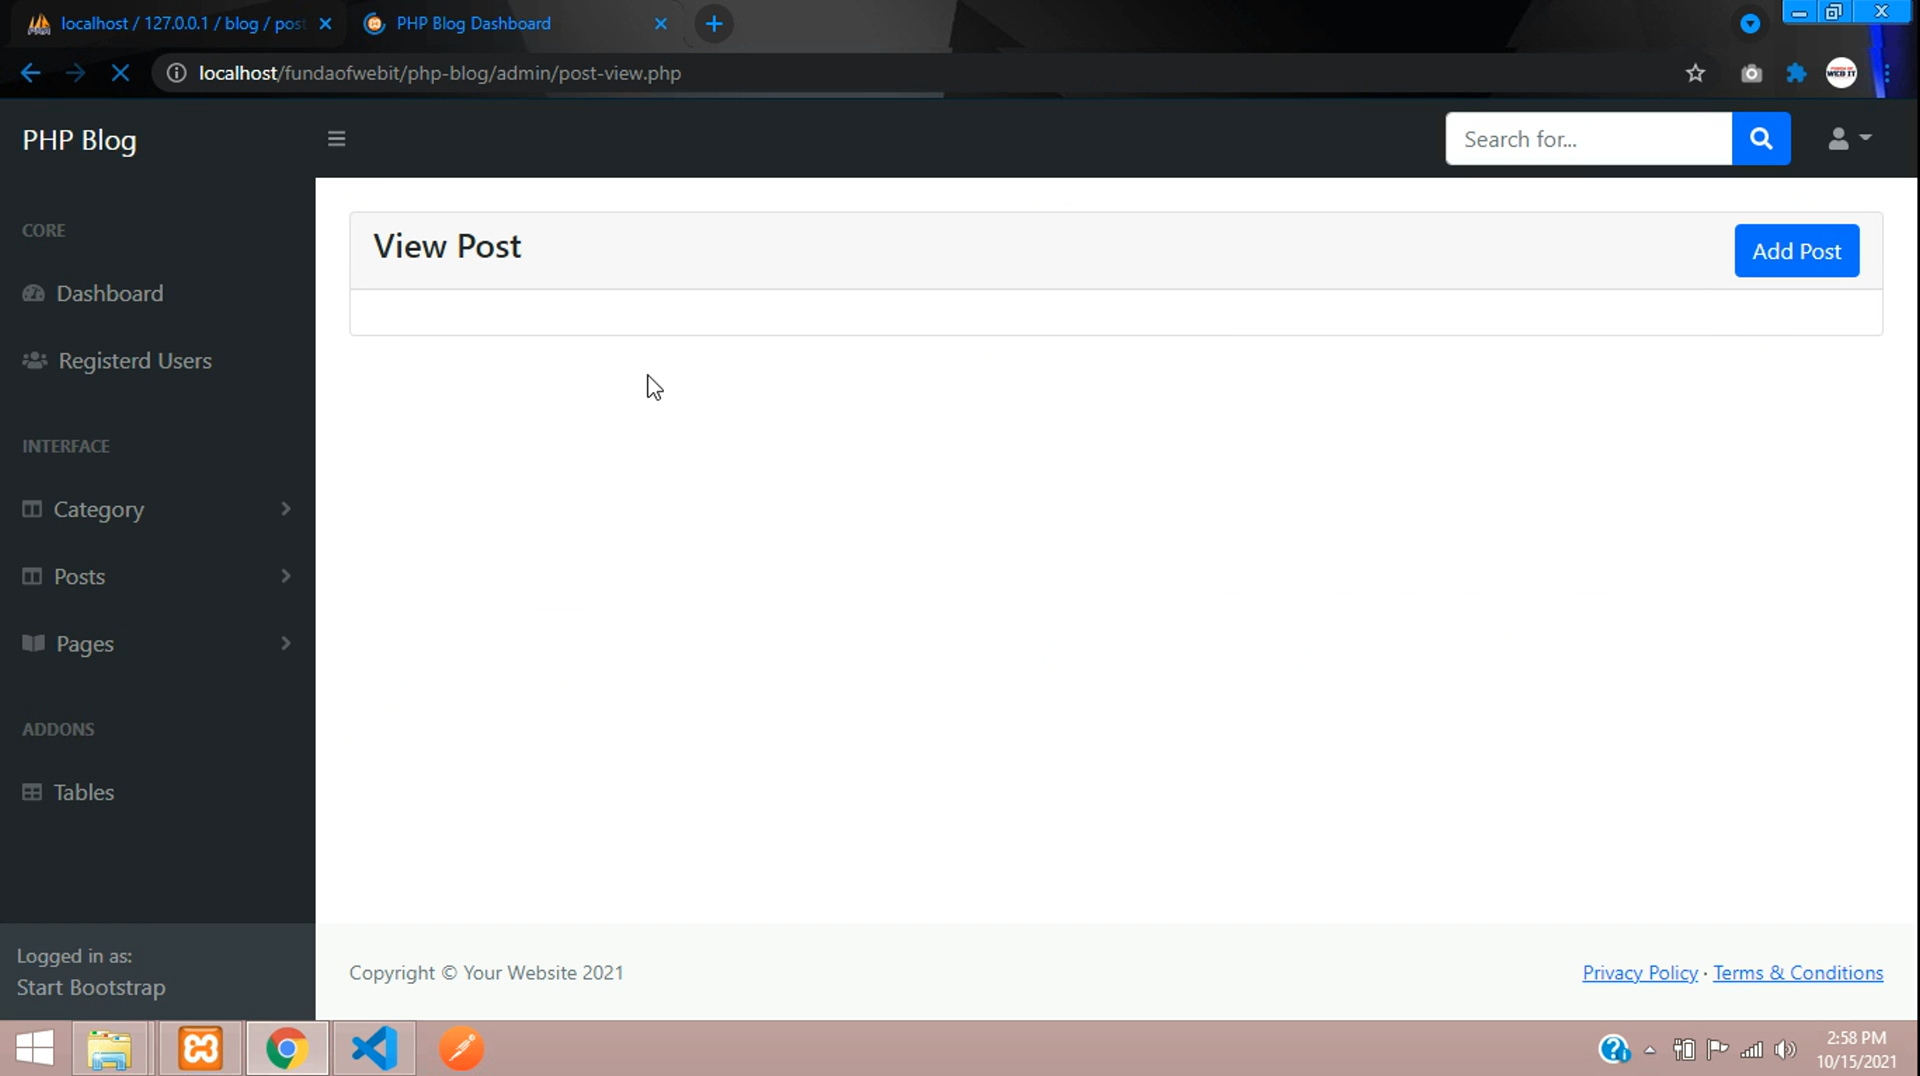 localhost / 127.0.0.1 / blog / post
PHP Blog Dashboard
localhost/fundaofwebit/php-blog/admin/post-view.php
WEB IT
PHP Blog
Search for...
CORE
View Post
Add Post
Dashboard
Registerd Users
INTERFACE
Category
Posts
Pages
ADDONS
Tables
Logged in as:
Start Bootstrap
Copyright © Your Website 2021
Privacy Policy · Terms & Conditions
2:58 PM
10/15/2021